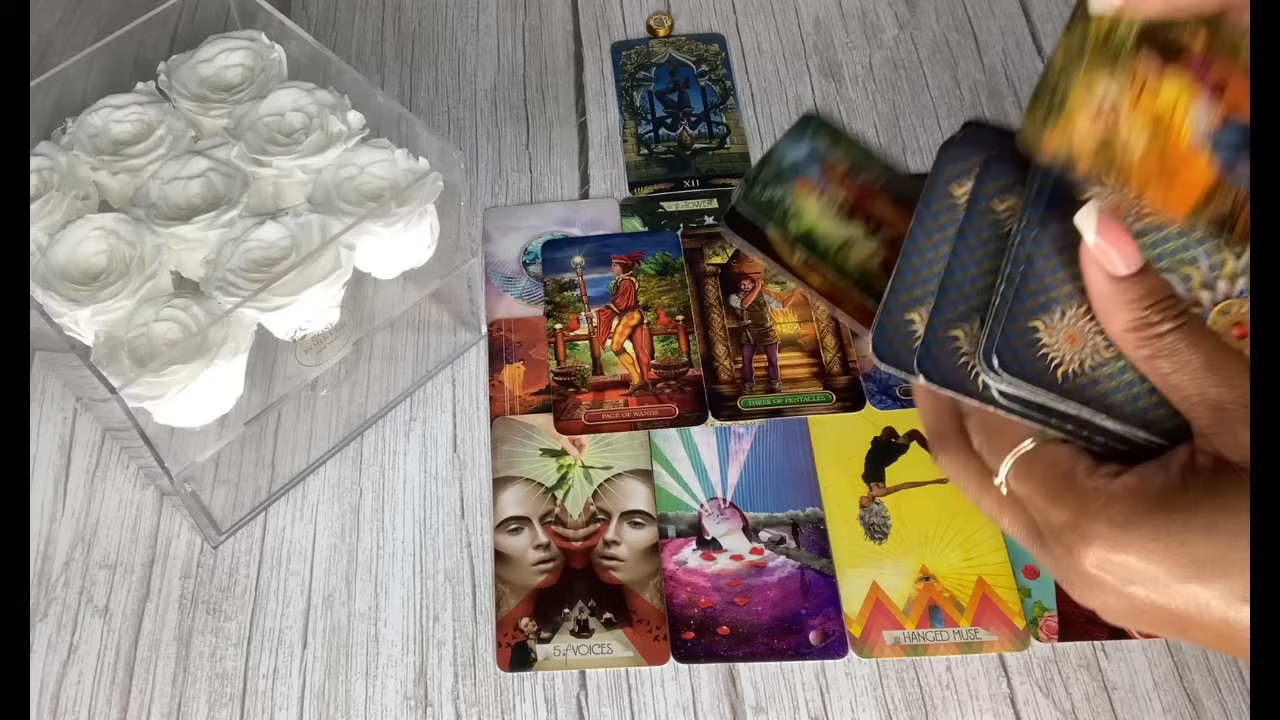 XII
TOWER
PAGE OF WANDS
THREE OF PENTACLES
5 of VOICES
HANGED MUSE